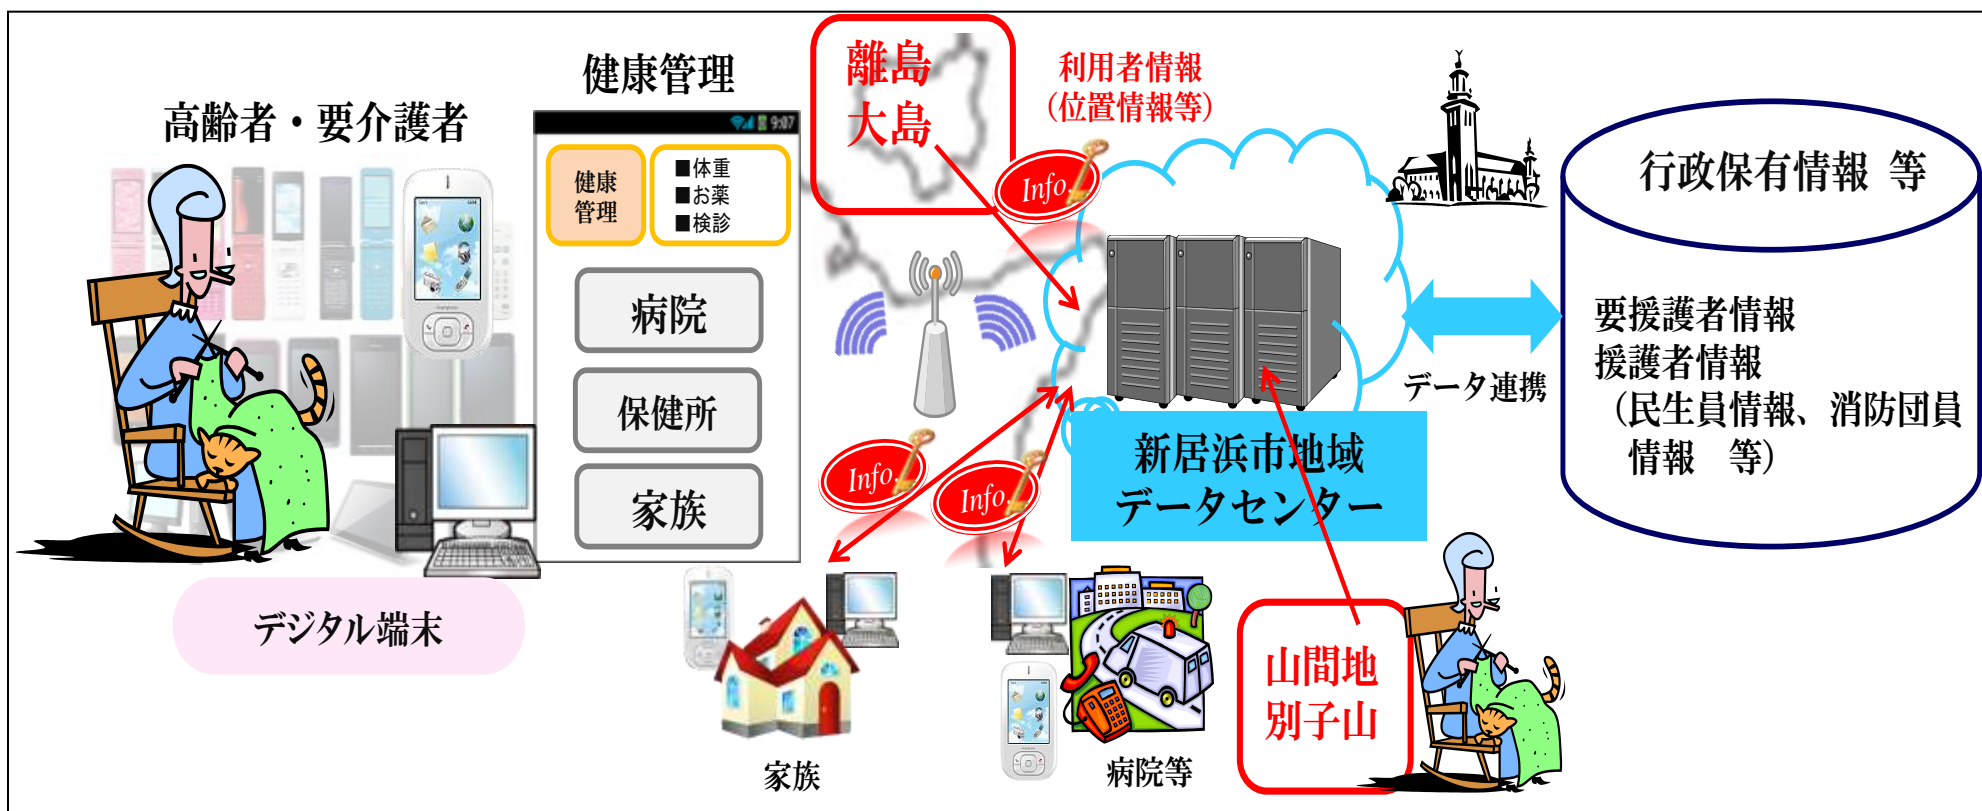 高齢者・要介護者
デジタル端末
健康管理
9:07
健康
管理
■体重
■お薬
■検診
病院
保健所
家族
離島
大島
利用者情報
（位置情報等）
Info.
Info.
Info.
新居浜市地域
データセンター
家族
病院等
山間地
別子山
データ連携
行政保有情報 等
要援護者情報
援護者情報
（民生員情報、消防団員
情報　等）